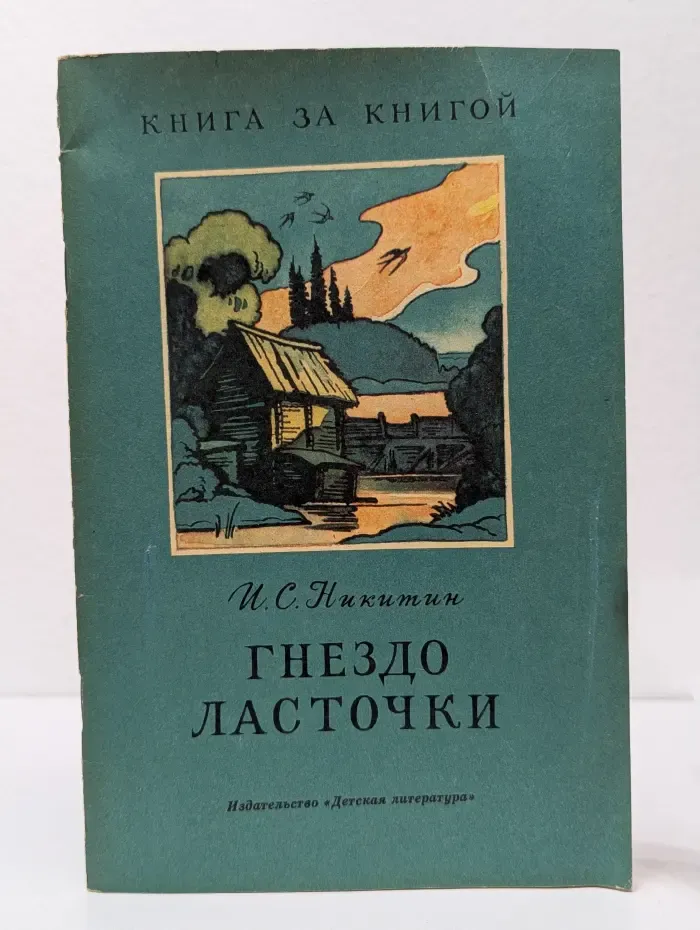 КНИГА ЗА КНИГОЙ
И. С. Никитин
ГНЕЗДО
ЛАСТОЧКИ
Издательство «Детская литература»